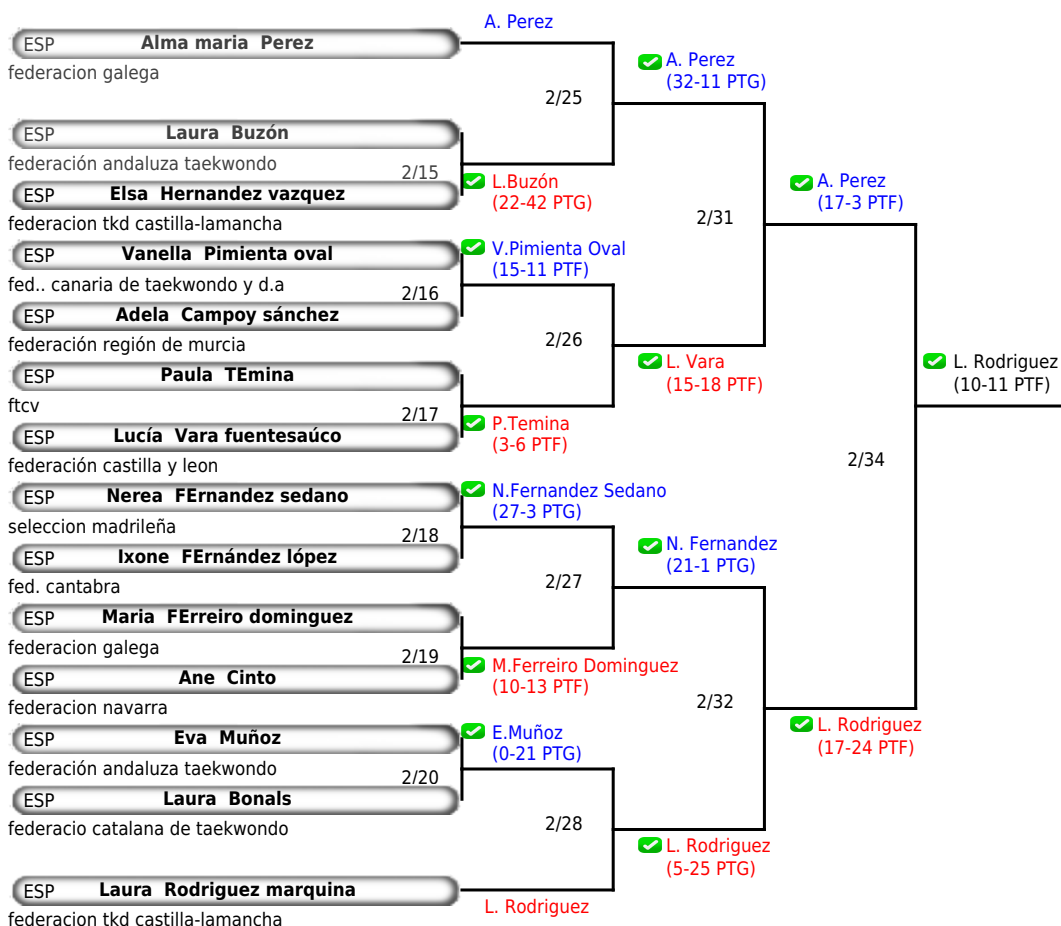 A. Perez
ESP Alma maria Perez
federacion galega
A. Perez
(32-11 PTG)
2/25
ESP Laura Buzón
federación andaluza taekwondo
2/15
ESP Elsa Hernandez vazquez
federacion tkd castilla-lamancha
L.Buzón
(22-42 PTG)
A. Perez
(17-3 PTF)
2/31
ESP Vanella Pimienta oval
fed.. canaria de taekwondo y d.a
2/16
ESP Adela Campoy sánchez
federación región de murcia
V.Pimienta Oval
(15-11 PTF)
2/26
L. Vara
(15-18 PTF)
ESP Paula TEmina
ftcv
2/17
ESP Lucía Vara fuentesaúco
federación castilla y leon
P.Temina
(3-6 PTF)
L. Rodriguez
(10-11 PTF)
2/34
ESP Nerea FErnandez sedano
seleccion madrileña
2/18
ESP Ixone FErnández lópez
fed. cantabra
N.Fernandez Sedano
(27-3 PTG)
N. Fernandez
(21-1 PTG)
2/27
ESP Maria FErreiro dominguez
federacion galega
2/19
ESP Ane Cinto
federacion navarra
M.Ferreiro Dominguez
(10-13 PTF)
2/32
L. Rodriguez
(17-24 PTF)
ESP Eva Muñoz
federación andaluza taekwondo
2/20
ESP Laura Bonals
federacio catalana de taekwondo
E.Muñoz
(0-21 PTG)
2/28
L. Rodriguez
(5-25 PTG)
ESP Laura Rodriguez marquina
federacion tkd castilla-lamancha
L. Rodriguez